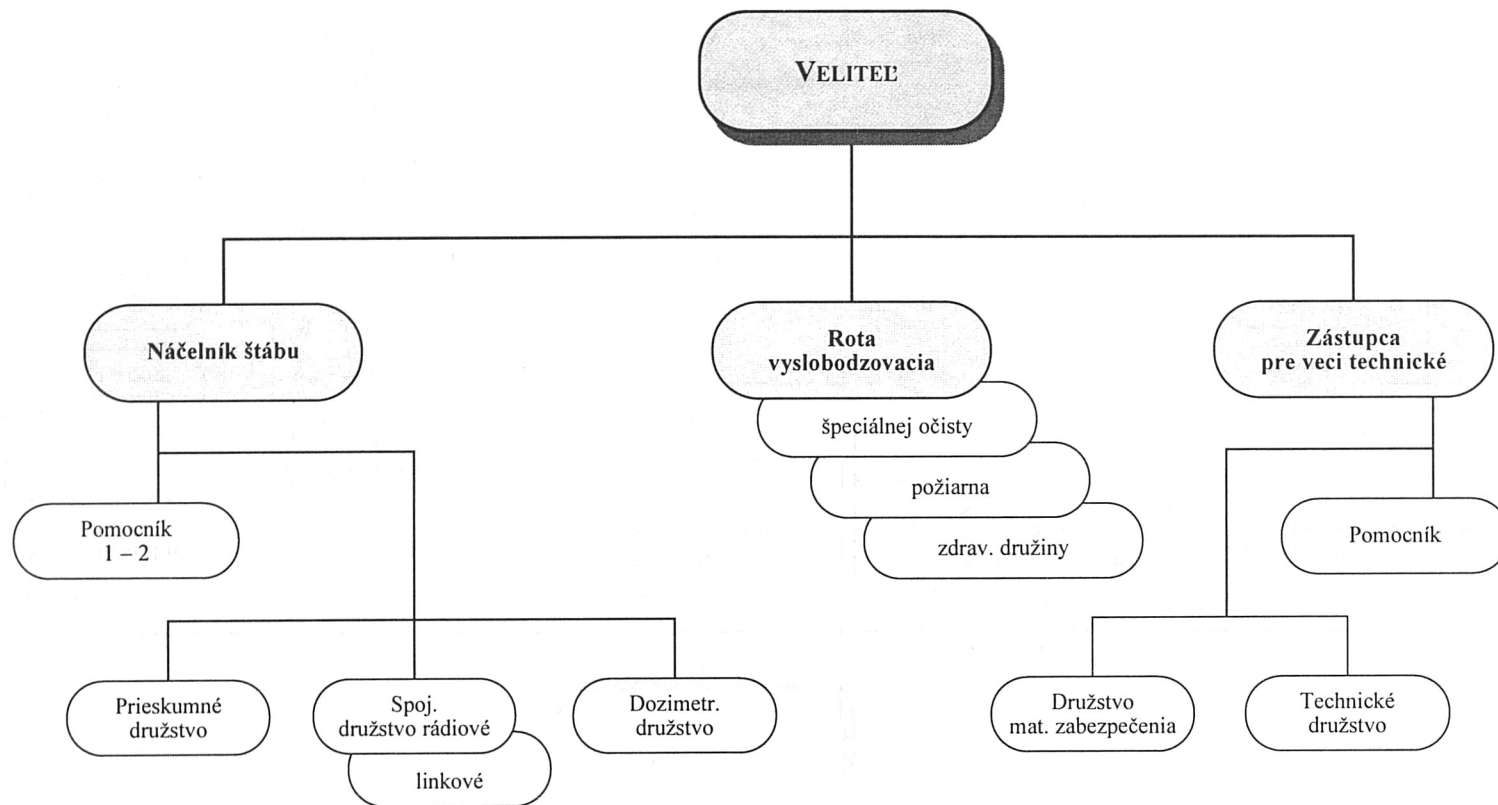 VELITEĽ
Náčelník štábu
Rota
vyslobodzovacia
Zástupca
pre veci technické
špeciálnej očisty
požiarna
zdrav. družiny
Pomocník
1 – 2
Pomocník
Prieskumné
družstvo
Spoj.
družstvo rádiové
linkové
Dozimetr.
družstvo
Družstvo
mat. zabezpečenia
Technické
družstvo